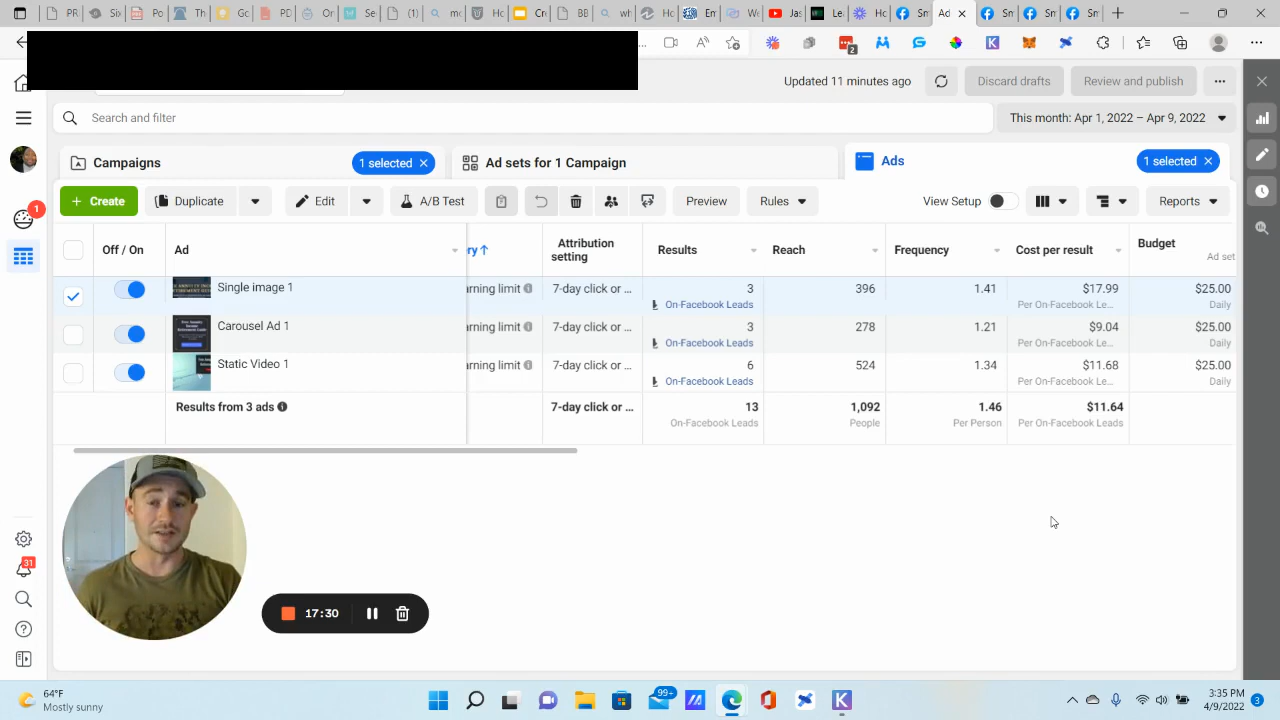 2
Updated 11 minutes ago
Discard drafts
Review and publish
Search and filter
This month: Apr 1, 2022 – Apr 9, 2022
Campaigns
1 selected
Ad sets for 1 Campaign
Ads
1 selected
Create
Duplicate
Edit
A/B Test
Preview
Rules
View Setup
Reports
1
Off / On
Ad
ry
Attribution
setting
Results
Reach
Frequency
Cost per result
Budget
Ad set
Single image 1
arning limit
7-day click or ...
3
On-Facebook Leads
396
1.41
$17.99
Per On-Facebook Le...
$25.00
Daily
Carousel Ad 1
arning limit
7-day click or ...
3
On-Facebook Leads
278
1.21
$9.04
Per On-Facebook Le...
$25.00
Daily
Static Video 1
arning limit
7-day click or ...
6
On-Facebook Leads
524
1.34
$11.68
Per On-Facebook Le...
$25.00
Daily
Results from 3 ads
7-day click or ...
13
On-Facebook Leads
1,092
People
1.46
Per Person
$11.64
Per On-Facebook Leads
31
17:30
64°F
Mostly sunny
99+
3:35 PM
4/9/2022
3